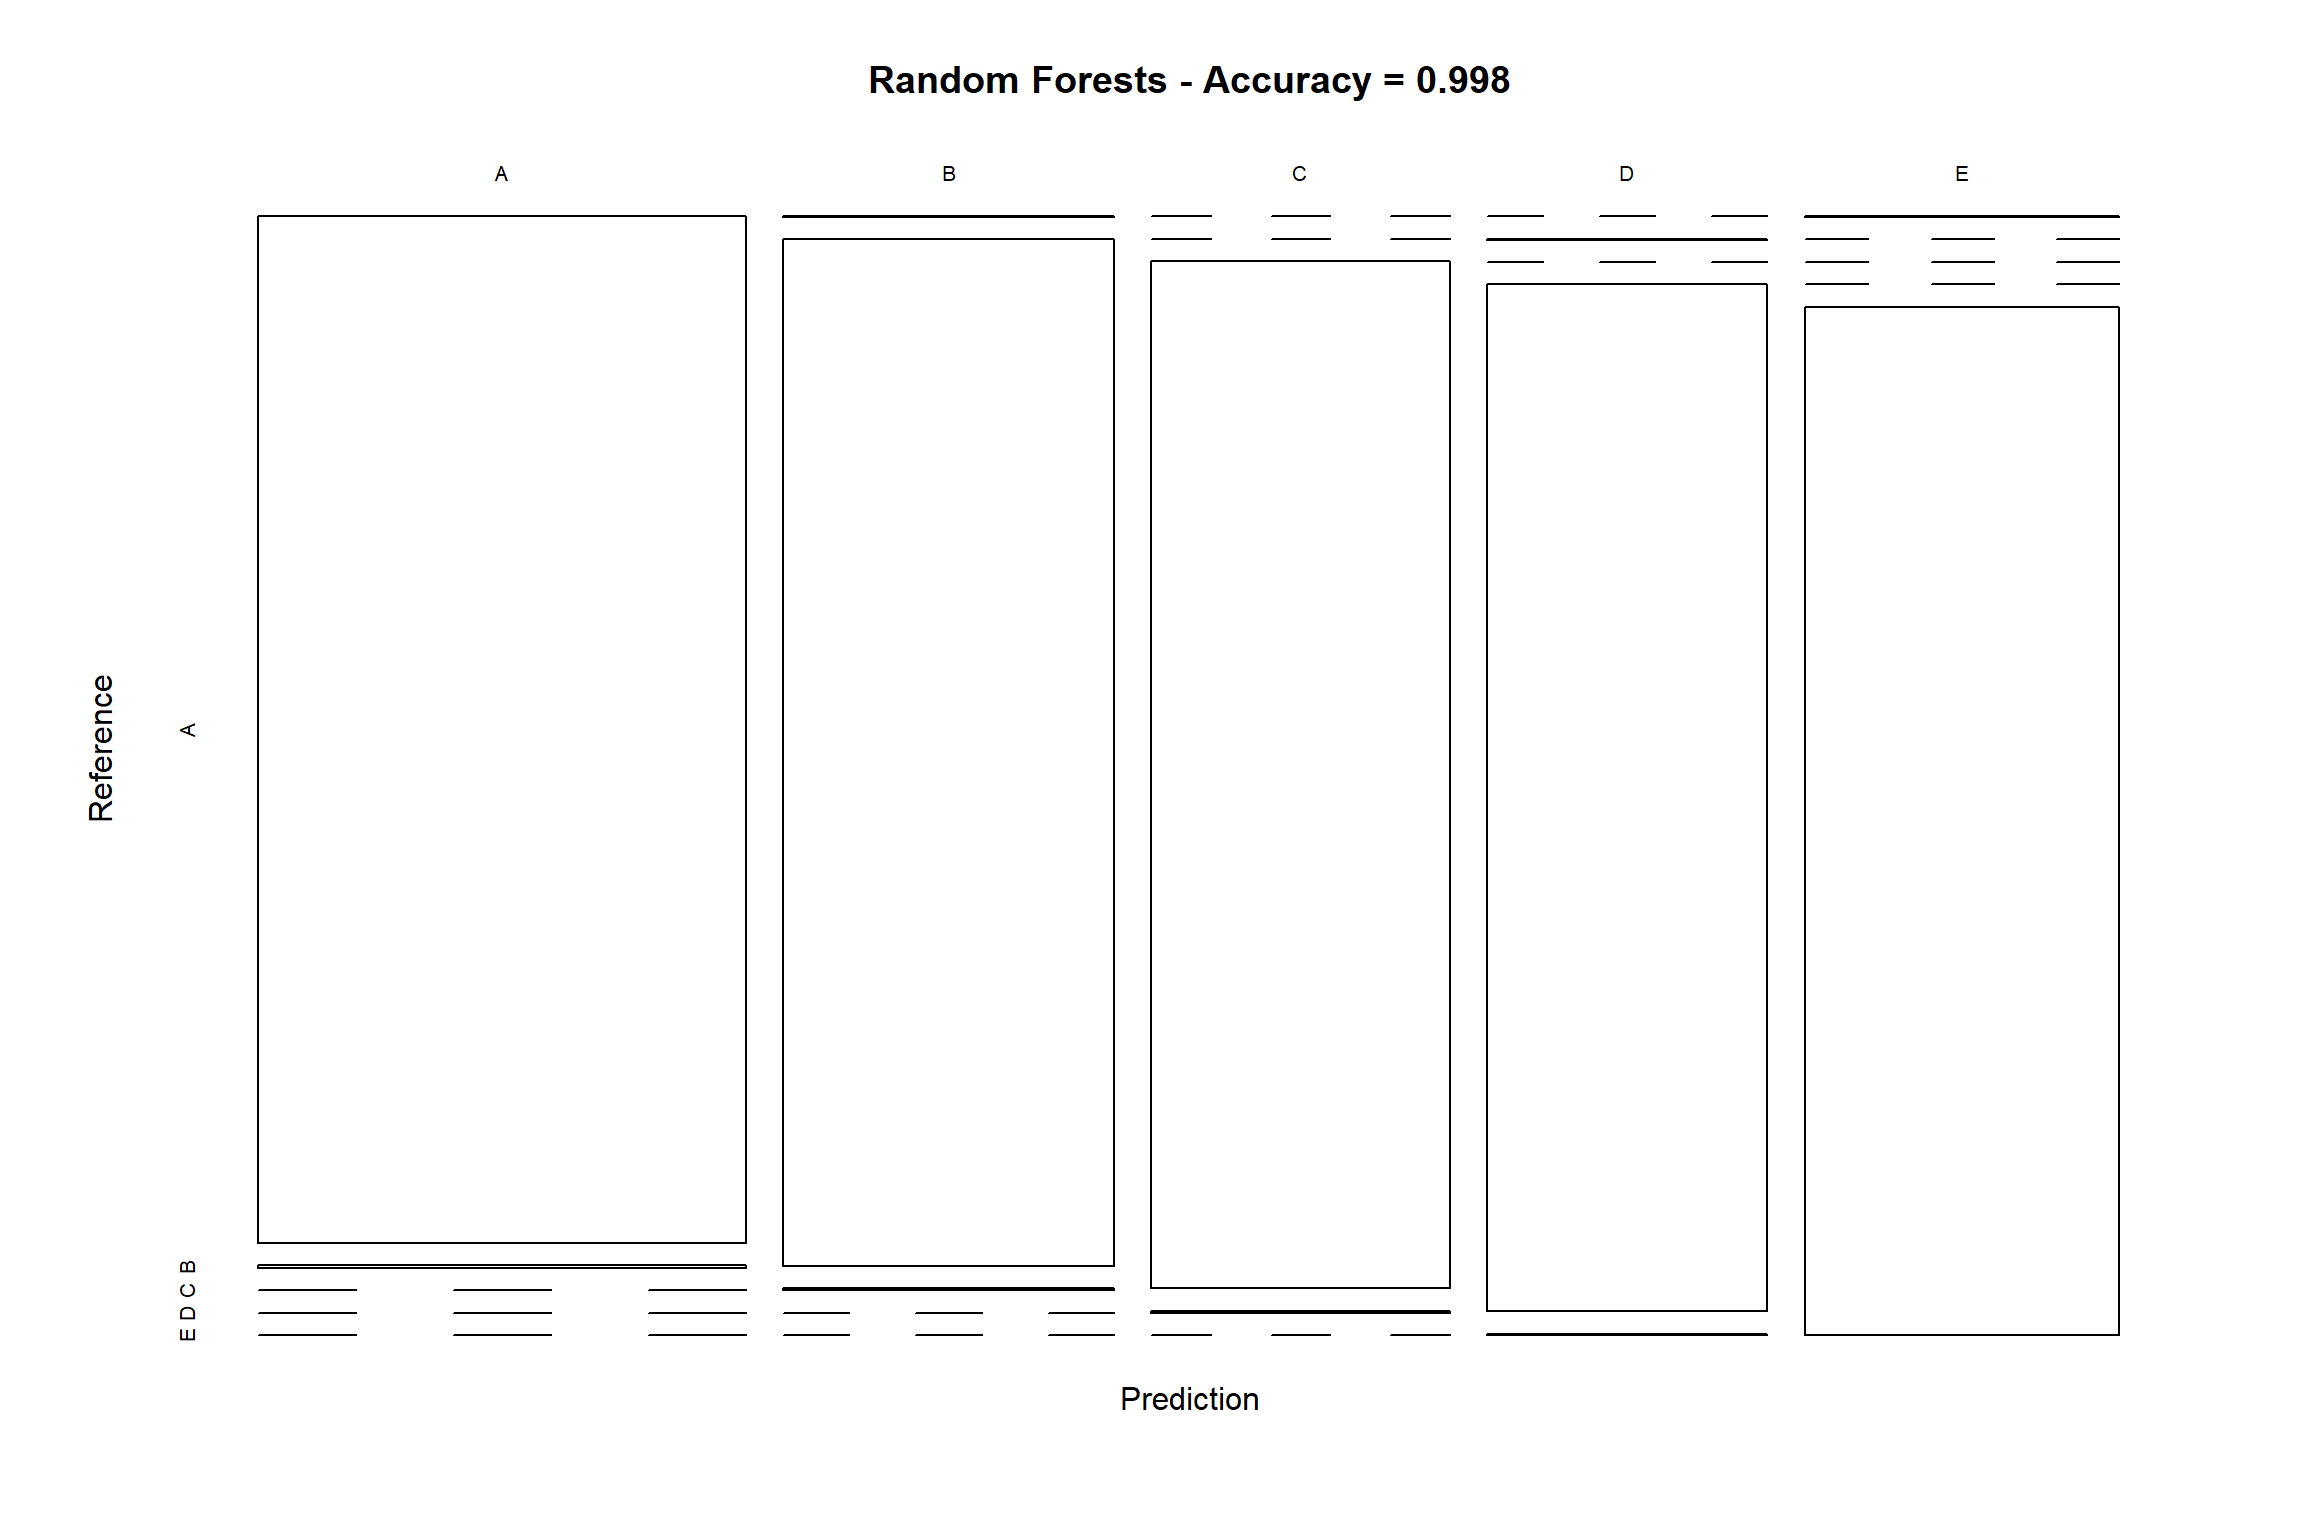 Random Forests - Accuracy = 0.998
A B C D E
Reference
A
B
C
D
E
Prediction